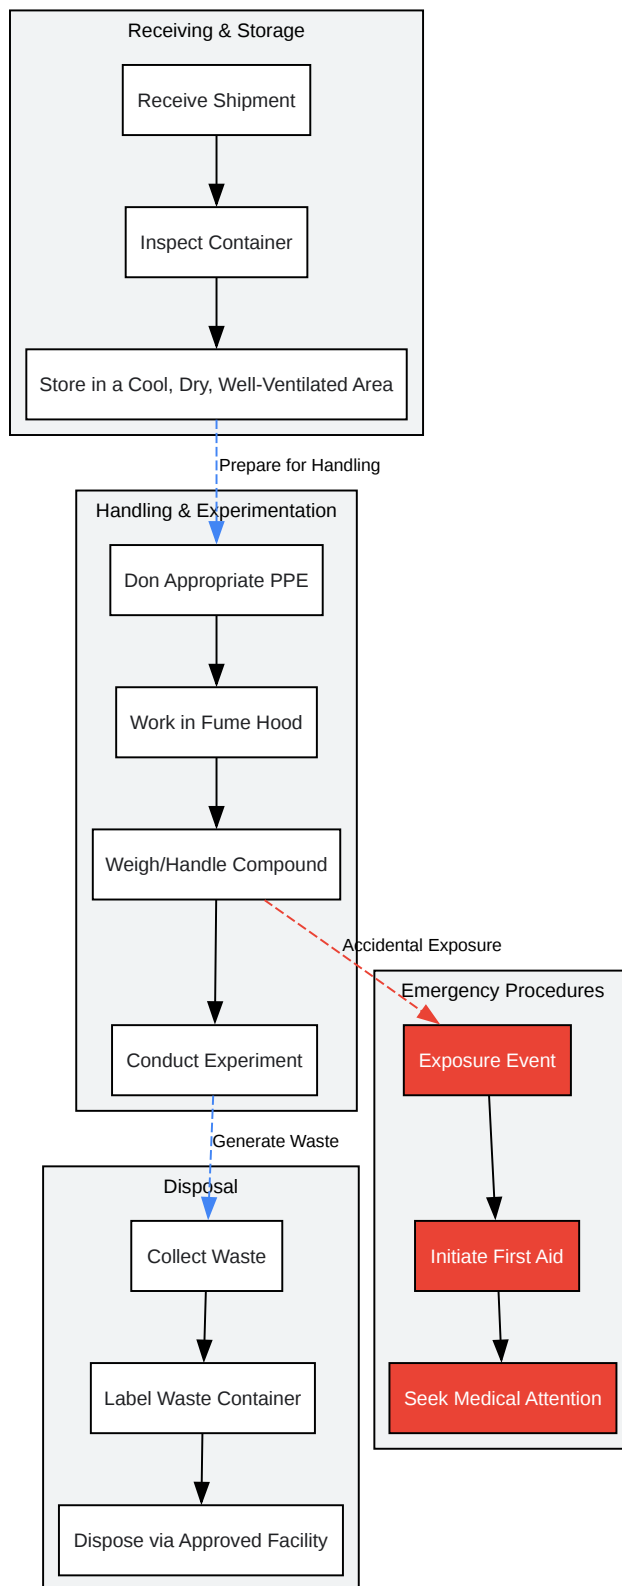 Receiving & Storage
Receive Shipment
Inspect Container
Store in a Cool, Dry, Well-Ventilated Area
Prepare for Handling
Handling & Experimentation
Don Appropriate PPE
Work in Fume Hood
Weigh/Handle Compound
Accidental Exposure
Emergency Procedures
Exposure Event
Conduct Experiment
Generate Waste
Disposal
Collect Waste
Initiate First Aid
Label Waste Container
Seek Medical Attention
Dispose via Approved Facility